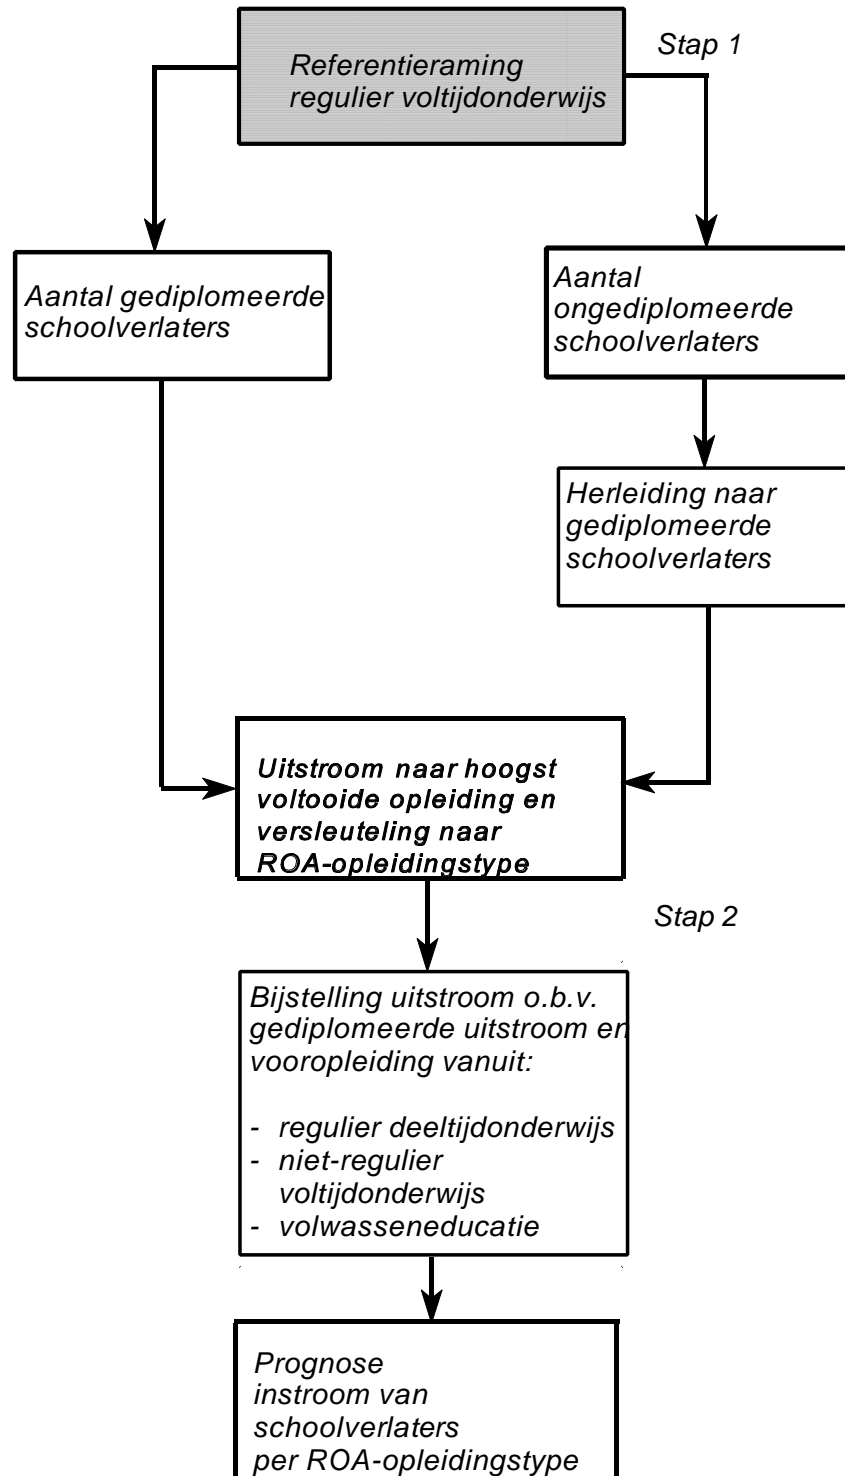 Stap 1
Referentieraming
regulier voltijdonderwijs
Aantal gediplomeerde
schoolverlaters
Aantal
ongediplomeerde
schoolverlaters
Herleiding naar
gediplomeerde
schoolverlaters
Uitstroom naar hoogst
voltooide opleiding en
versleuteling naar
ROA-opleidingstype
Stap 2
Bijstelling uitstroom o.b.v.
gediplomeerde uitstroom en
vooropleiding vanuit:
- regulier deeltijdonderwijs
- niet-regulier
voltijdonderwijs
- volwasseneducatie
Prognose
instroom van
schoolverlaters
per ROA-opleidingstype